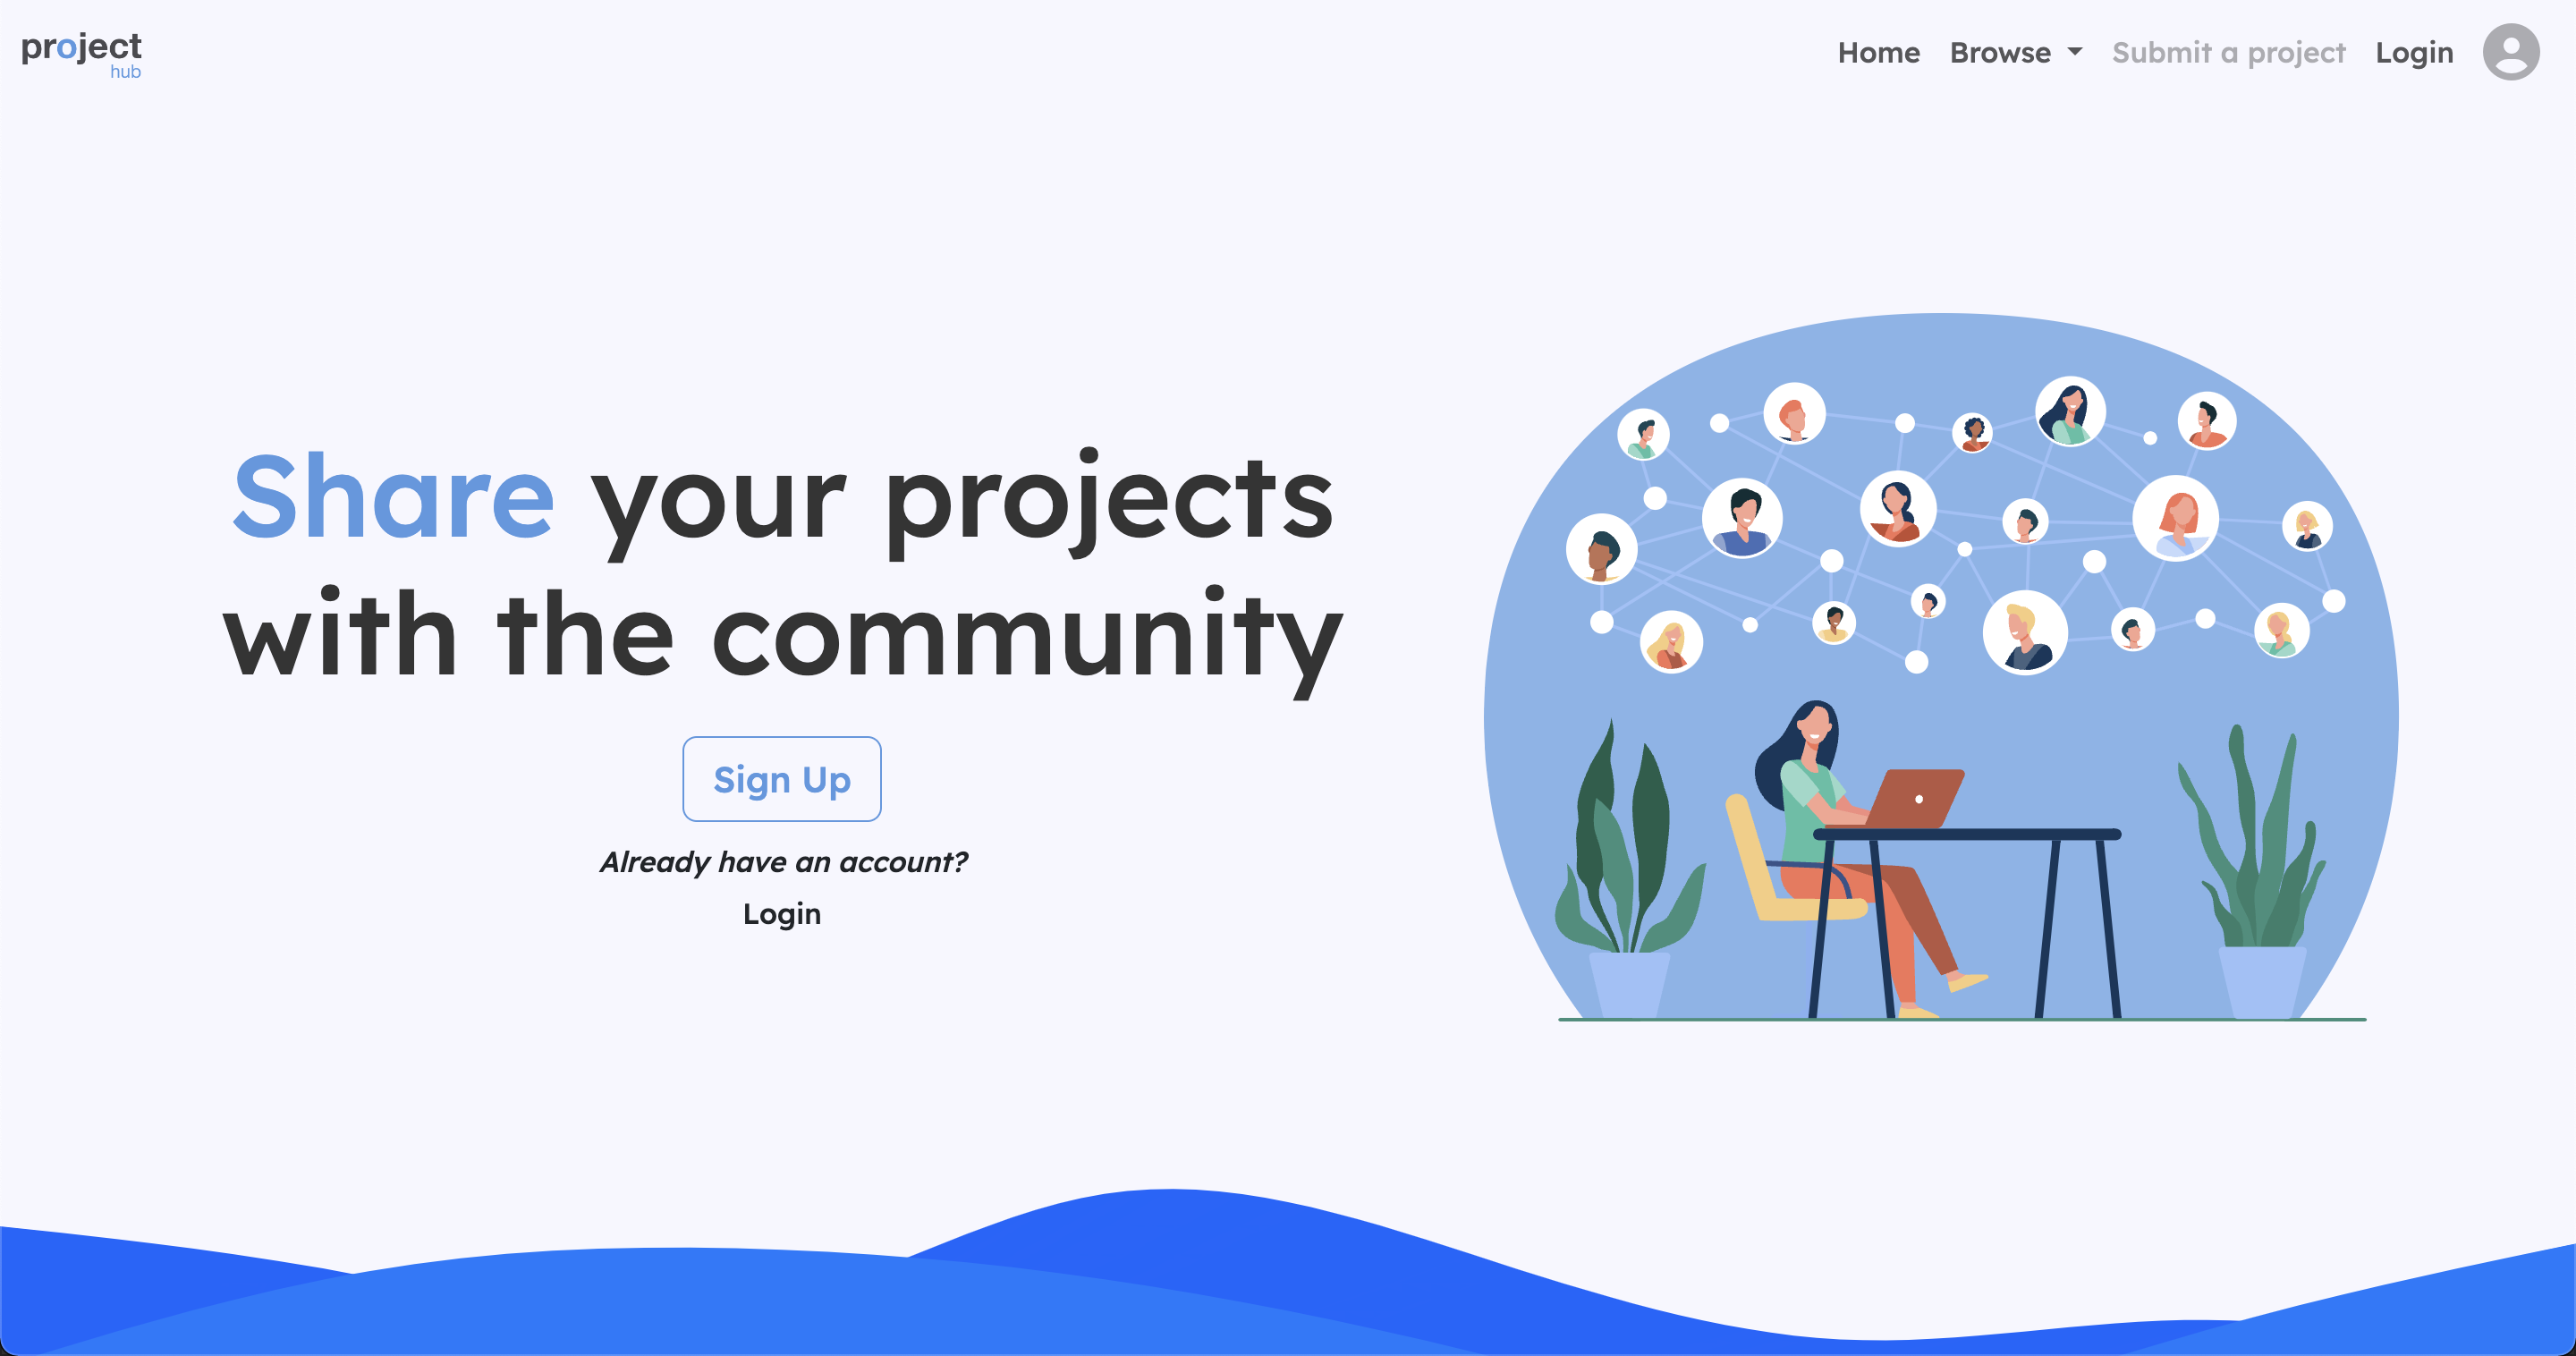 project
hub
Home Browse Submit a project Login
Share your projects
with the community
Sign Up
Already have an account?
Login